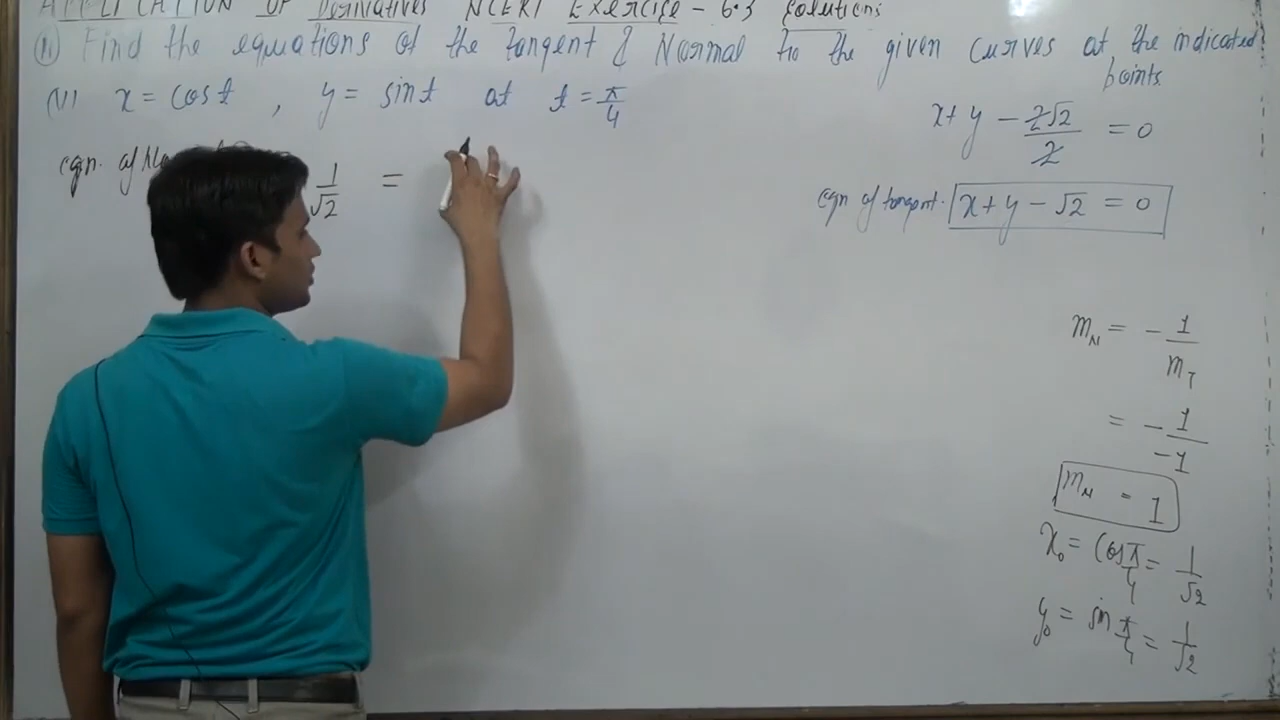 APPLICATION OF Derivatives NCERT Exercise - 6.3 Solutions
Find the equations of the tangent & Normal to the given curves at the indicated
points.
(V) x = cos t , y = sin t at t = π/4
eqn. of
1/√2 =
x + y - 2√2/2 = 0
eqn of tangent. x + y - √2 = 0
m_N = - 1/m_T
= - 1/-1
m_N = 1
x₀ = Cos π/4 = 1/√2
y₀ = sin π/4 = 1/√2